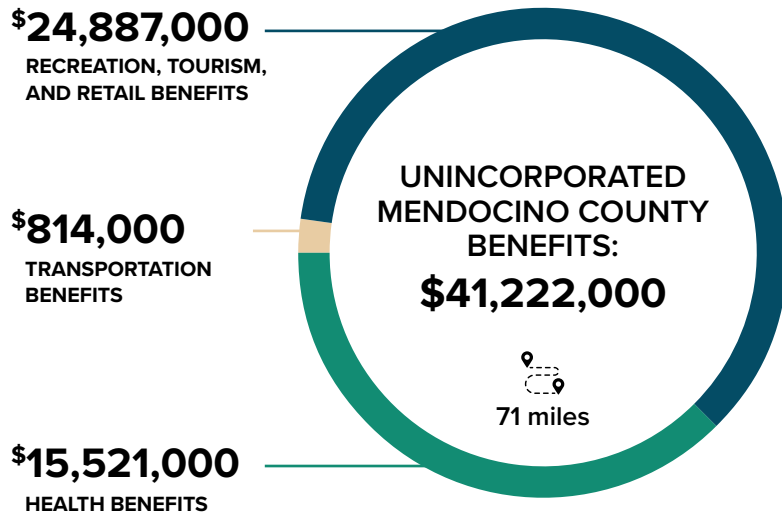 $24,887,000
RECREATION, TOURISM,
AND RETAIL BENEFITS
$814,000
TRANSPORTATION
BENEFITS
$15,521,000
HEALTH BENEFITS
UNINCORPORATED
MENDOCINO COUNTY
BENEFITS:
$41,222,000
71 miles